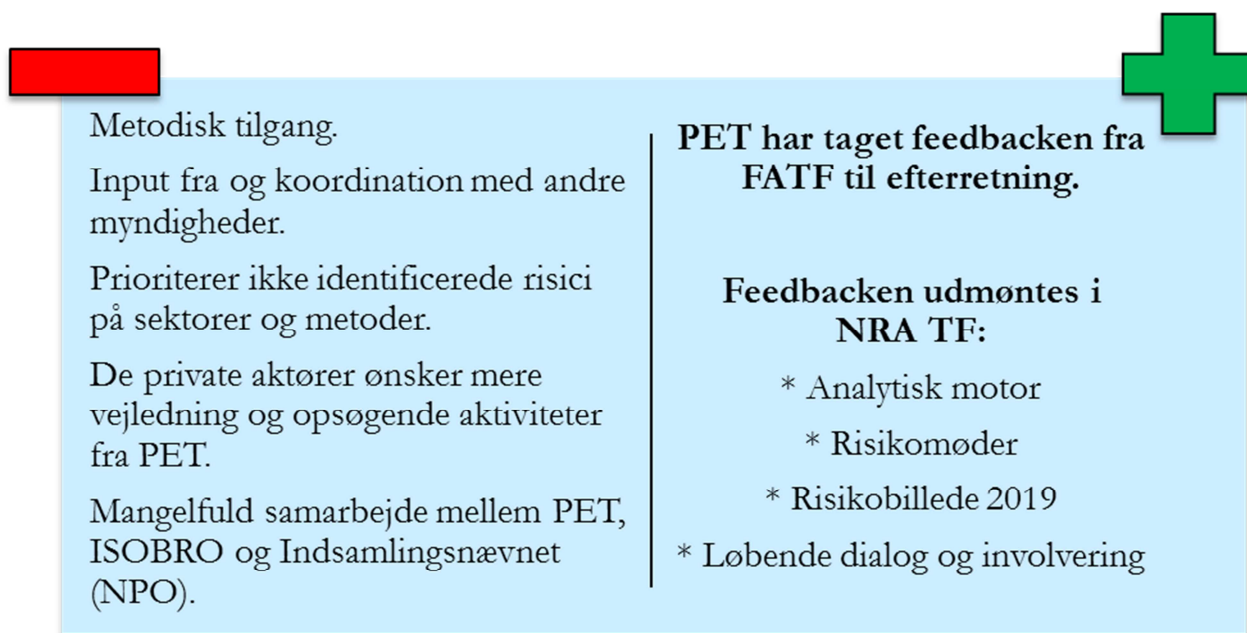 Metodisk tilgang.
Input fra og koordination med andre
myndigheder.
Prioriterer ikke identificerede risici
på sektorer og metoder.
De private aktører ønsker mere
vejledning og opsøgende aktiviteter
fra PET.
Mangelfuld samarbejde mellem PET,
ISOBRO og Indsamlingsnævnet
(NPO).
PET har taget feedbacken fra
FATF til efterretning.
Feedbacken udmøntes i
NRA TF:
* Analytisk motor
* Risikomøder
* Risikobillede 2019
* Løbende dialog og involvering